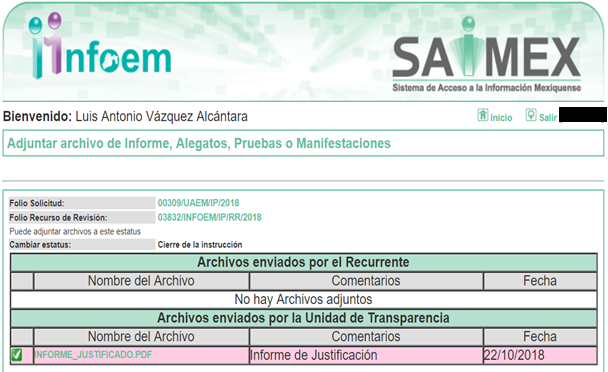 infoem
SAIMEX
Sistema de Acceso a la Información Mexiquense
Bienvenido: Luis Antonio Vázquez Alcántara
Inicio Salir
Adjuntar archivo de Informe, Alegatos, Pruebas o Manifestaciones
Folio Solicitud: 00309/UAEM/IP/2018
Folio Recurso de Revisión: 03832/INFOEM/IP/RR/2018
Puede adjuntar archivos a este estatus
Cambiar estatus: Cierre de la instrucción
Archivos enviados por el Recurrente
Nombre del Archivo Comentarios Fecha
No hay Archivos adjuntos
Archivos enviados por la Unidad de Transparencia
Nombre del Archivo Comentarios Fecha
INFORME_JUSTIFICADO.PDF Informe de Justificación 22/10/2018